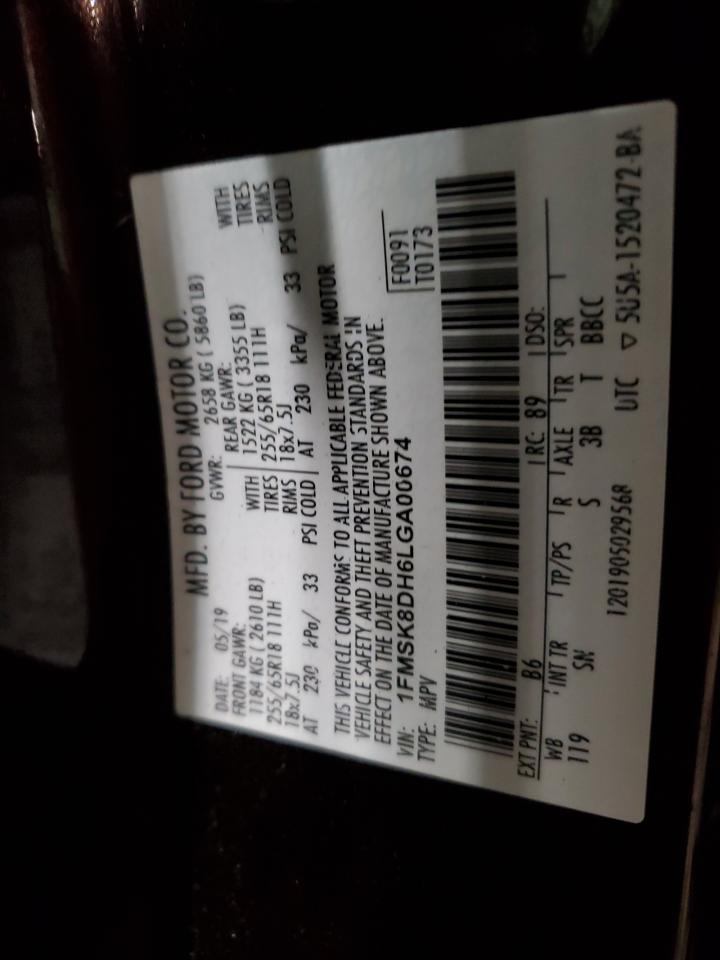 MFD. BY FORD MOTOR CO.
DATE: 05/19 GVWR: 2658 KG ( 5860 LB)
FRONT GAWR: REAR GAWR:
1184 KG ( 2610 LB) WITH 1522 KG ( 3355 LB) WITH
255/65R18 111H TIRES 255/65R18 111H TIRES
18x7.5J RIMS 18x7.5J RIMS
AT 230 kPa/ 33 PSI COLD AT 230 kPa/ 33 PSI COLD
THIS VEHICLE CONFORMS TO ALL APPLICABLE FEDERAL MOTOR
VEHICLE SAFETY AND THEFT PREVENTION STANDARDS IN
EFFECT ON THE DATE OF MANUFACTURE SHOWN ABOVE.
VIN: 1FMSK8DH6LGA00674 F0091
TYPE: MPV T0173
EXT PNT: B6 RC: 89 DSO:
WB INT TR TP/PS R AXLE TR SPR
119 SN S 3B T BBCC
1201905029568 UTC ▽ 5U5A-1520472-BA